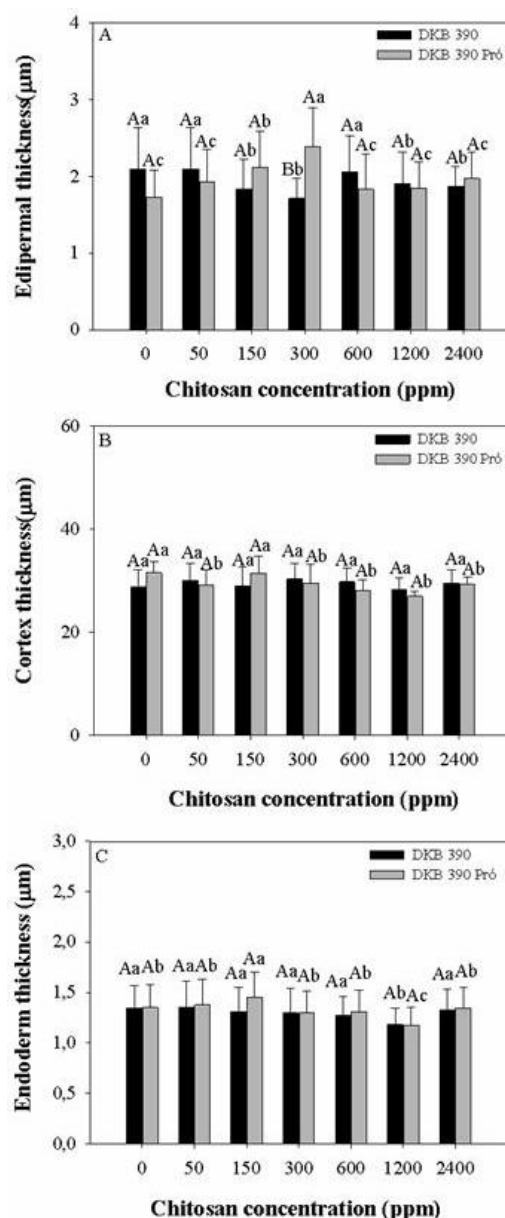 A
DKB 390
DKB 390 Pró
Edipermal thickness(µm)
4
3
2
1
0
Aa Ac Aa Ac Ab Ab Bb Aa Aa Ac Ab Ac Ab Ac
0 50 150 300 600 1200 2400
Chitosan concentration (ppm)
B
DKB 390
DKB 390 Pró
Cortex thickness(µm)
60
40
20
0
Aa Aa Aa Ab Aa Aa Aa Ab Aa Ab Aa Ab Aa Ab
0 50 150 300 600 1200 2400
Chitosan concentration (ppm)
C
DKB 390
DKB 390 Pró
Endoderm thickness (µm)
3,0
2,5
2,0
1,5
1,0
0,5
0,0
Aa Ab Aa Ab Aa Aa Aa Ab Aa Ab Ab Ac Aa Ab
0 50 150 300 600 1200 2400
Chitosan concentration (ppm)